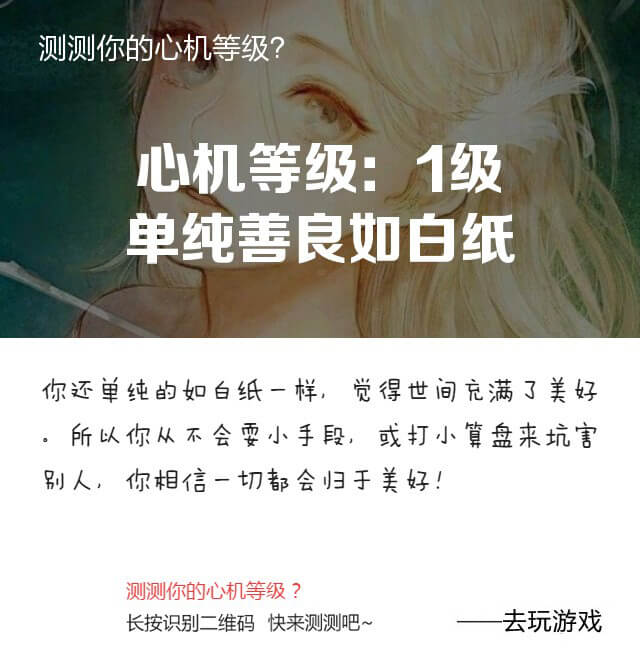 测测你的心机等级?
心机等级：1级
单纯善良如白纸
你还单纯的如白纸一样，觉得世间充满了美好
。所以你从不会耍小手段，或打小算盘来坑害
别人，你相信一切都会归于美好！
测测你的心机等级？
长按识别二维码 快来测测吧~
——去玩游戏